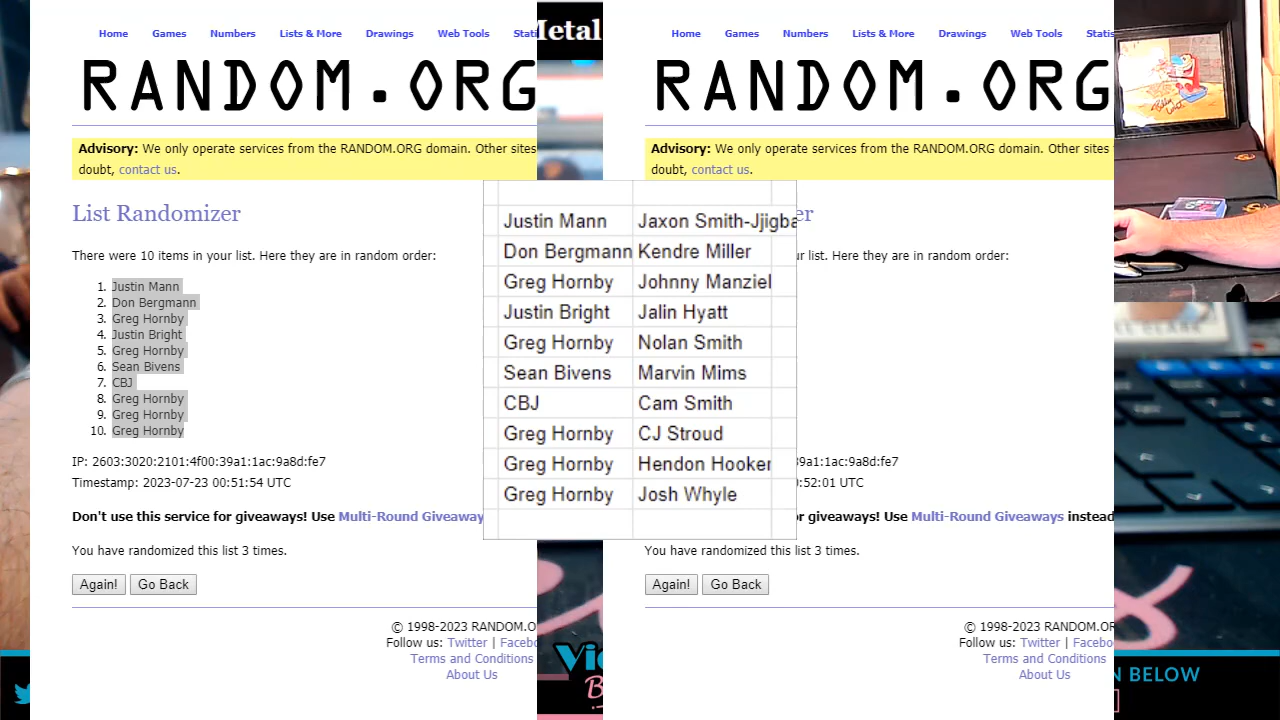 Home Games Numbers Lists & More Drawings Web Tools
RANDOM.ORG
Advisory: We only operate services from the RANDOM.ORG domain. Other sites
doubt, contact us.
List Randomizer
There were 10 items in your list. Here they are in random order:
1. Justin Mann
2. Don Bergmann
3. Greg Hornby
4. Justin Bright
5. Greg Hornby
6. Sean Bivens
7. CBJ
8. Greg Hornby
9. Greg Hornby
10. Greg Hornby
IP: 2603:3020:2101:4f00:39a1:1ac:9a8d:fe7
Timestamp: 2023-07-23 00:51:54 UTC
Don't use this service for giveaways! Use Multi-Round Giveaway
You have randomized this list 3 times.
Again! Go Back
© 1998-2023 RANDOM.O
Follow us: Twitter | Facebo
Terms and Conditions
About Us
Metal
Justin Mann Jaxon Smith-Jjigba
Don Bergmann Kendre Miller
Greg Hornby Johnny Manziel
Justin Bright Jalin Hyatt
Greg Hornby Nolan Smith
Sean Bivens Marvin Mims
CBJ Cam Smith
Greg Hornby CJ Stroud
Greg Hornby Hendon Hooker
Greg Hornby Josh Whyle
Home Games Numbers Lists & More Drawings Web Tools
RANDOM.ORG
Advisory: We only operate services from the RANDOM.ORG domain. Other sites
doubt, contact us.
er
ur list. Here they are in random order:
39a1:1ac:9a8d:fe7
:52:01 UTC
or giveaways! Use Multi-Round Giveaways instead
You have randomized this list 3 times.
Again! Go Back
© 1998-2023 RANDOM.OR
Follow us: Twitter | Facebo
Terms and Conditions
About Us
N BELOW